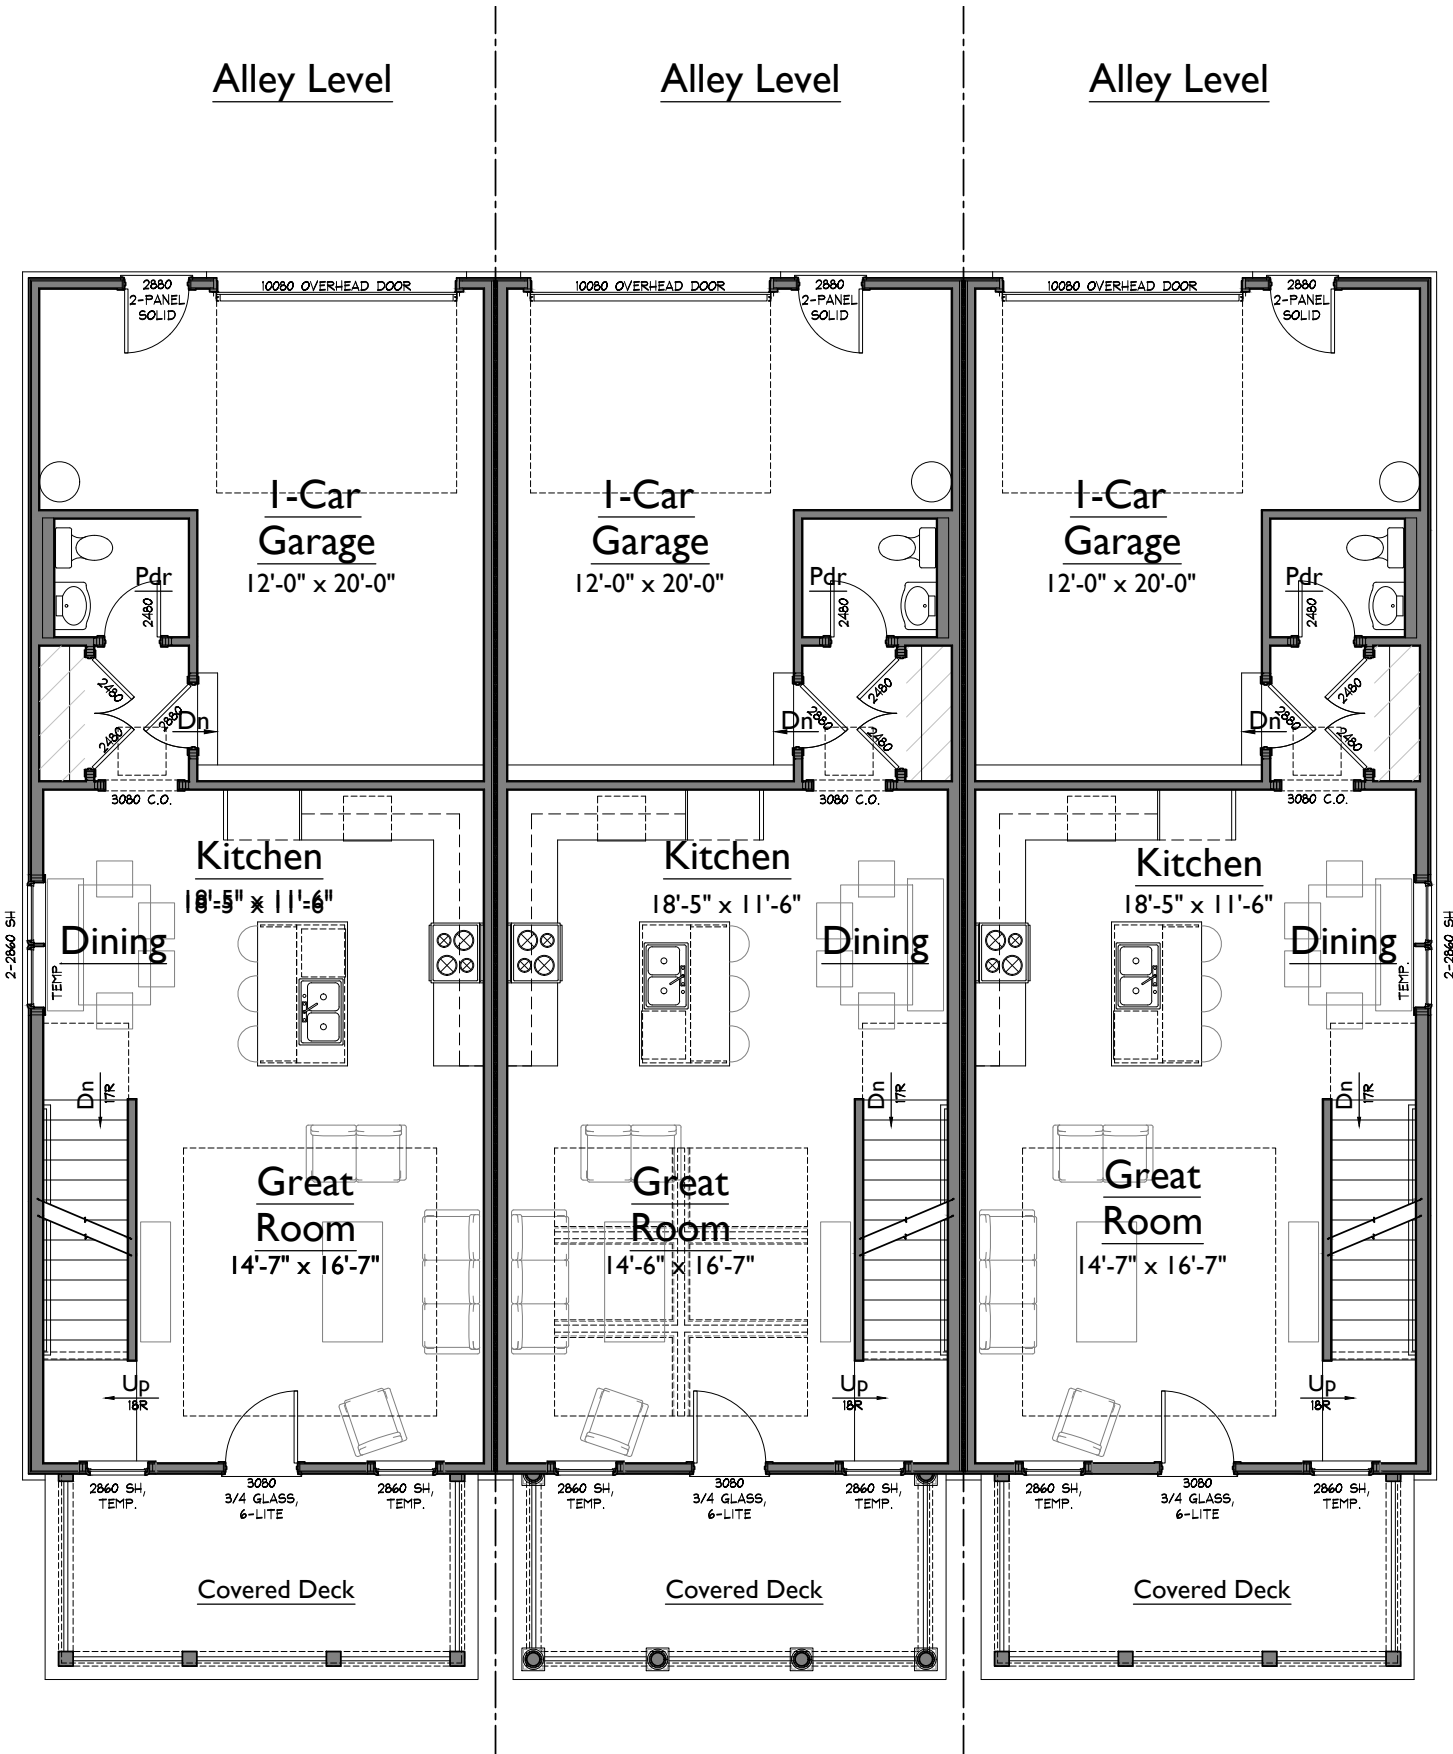 Alley Level
Alley Level
Alley Level
2880
2-PANEL
SOLID
10080 OVERHEAD DOOR
10080 OVERHEAD DOOR
2880
2-PANEL
SOLID
10080 OVERHEAD DOOR
2880
2-PANEL
SOLID
1-Car
Garage
12'-0" x 20'-0"
1-Car
Garage
12'-0" x 20'-0"
1-Car
Garage
12'-0" x 20'-0"
Pdr
2480
Pdr
2480
Pdr
2480
2480
2880
2480
Dn
Dn
2880
2480
2480
Dn
2880
2480
2480
3080 C.O.
3080 C.O.
3080 C.O.
Kitchen
18'-5" x 11'-6"
Kitchen
18'-5" x 11'-6"
Kitchen
18'-5" x 11'-6"
2-2860 SH
TEMP.
Dining
Dining
Dining
TEMP.
2-2860 SH
Dn
17R
Dn
17R
Dn
17R
Great
Room
14'-7" x 16'-7"
Great
Room
14'-6" x 16'-7"
Great
Room
14'-7" x 16'-7"
Up
18R
Up
18R
Up
18R
2860 SH,
TEMP.
3080
3/4 GLASS,
6-LITE
2860 SH,
TEMP.
2860 SH,
TEMP.
3080
3/4 GLASS,
6-LITE
2860 SH,
TEMP.
2860 SH,
TEMP.
3080
3/4 GLASS,
6-LITE
2860 SH,
TEMP.
Covered Deck
Covered Deck
Covered Deck